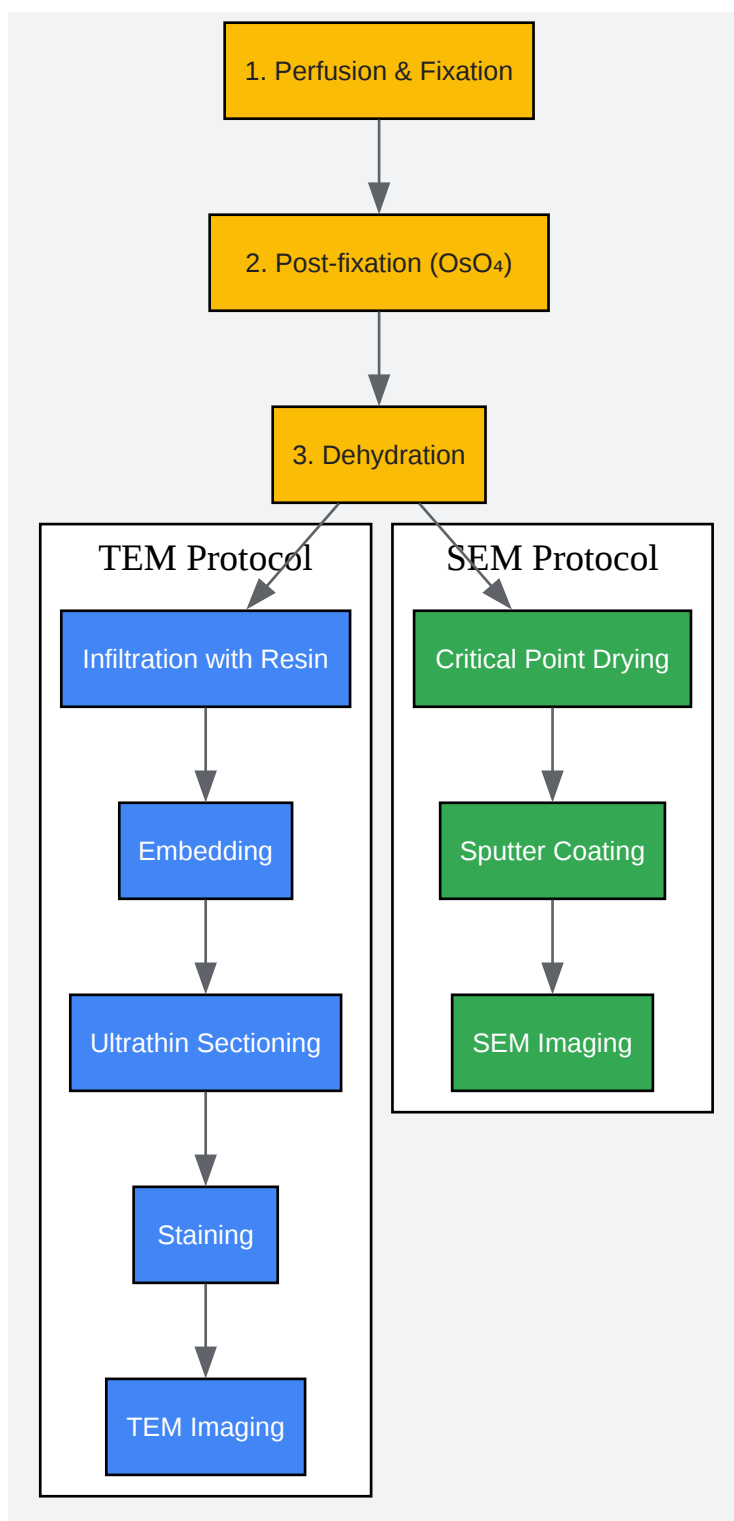 1. Perfusion & Fixation
2. Post-fixation (OsO₄)
3. Dehydration
TEM Protocol
Infiltration with Resin
Embedding
Ultrathin Sectioning
Staining
TEM Imaging
SEM Protocol
Critical Point Drying
Sputter Coating
SEM Imaging